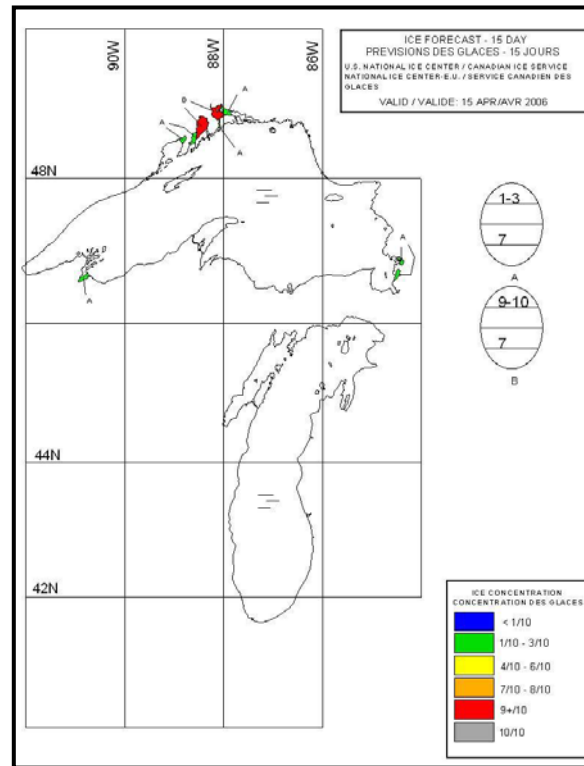 ICE FORECAST - 15 DAY
PREVISIONS DES GLACES - 15 JOURS
U.S. NATIONAL ICE CENTER / CANADIAN ICE SERVICE
NATIONAL ICE CENTER-E.U. / SERVICE CANADIEN DES
GLACES
VALID / VALIDE: 15 APR/AVR 2006
90W
88W
86W
A
B
A
A
48N
A
A
44N
42N
1-3
7
A
9-10
7
B
ICE CONCENTRATION
CONCENTRATION DES GLACES
< 1/10
1/10 - 3/10
4/10 - 6/10
7/10 - 8/10
9+/10
10/10